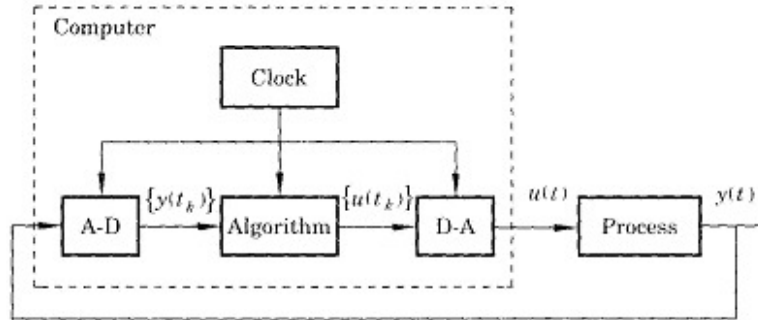 Computer
Clock
A-D
{y(t_k)}
Algorithm
{u(t_k)}
D-A
u(t)
Process
y(t)